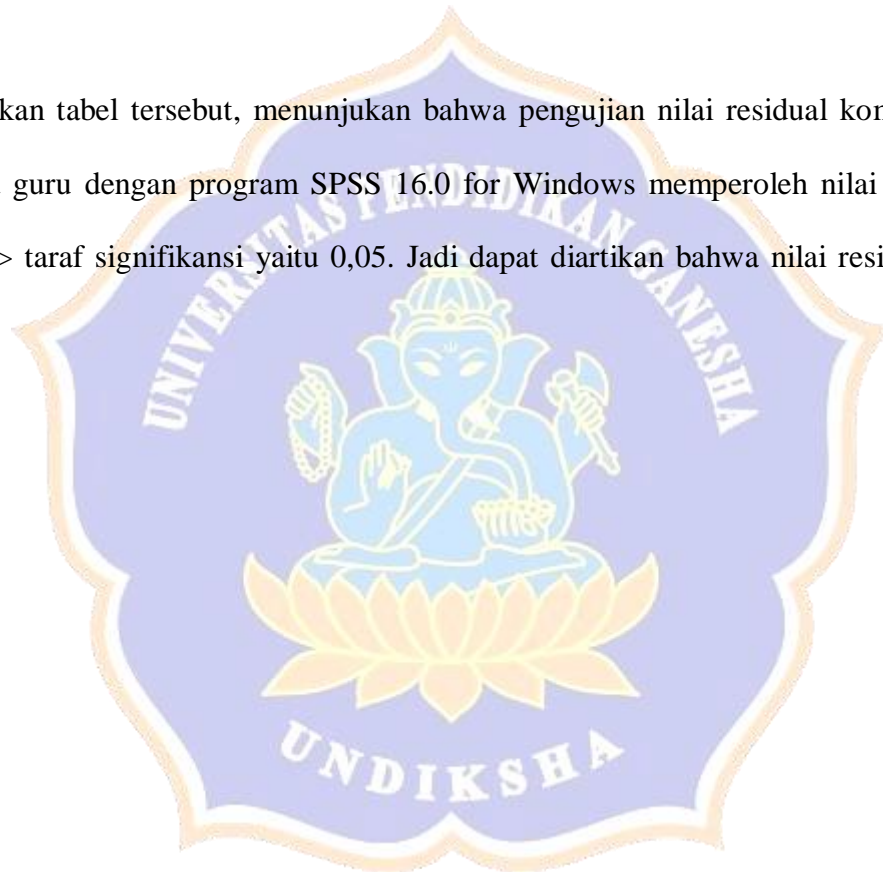 kan tabel tersebut, menunjukan bahwa pengujian nilai residual kon
guru dengan program SPSS 16.0 for Windows memperoleh nilai
> taraf signifikansi yaitu 0,05. Jadi dapat diartikan bahwa nilai resi
UNIVERSITAS PENDIDIKAN GANESHA
UNDIKSHA